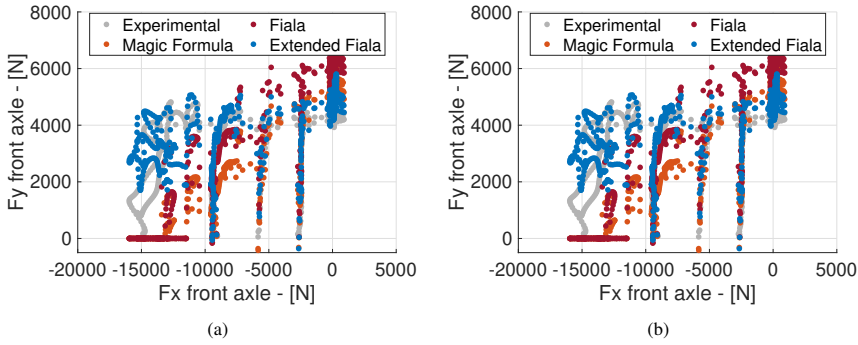 Experimental Fiala
Magic Formula Extended Fiala
8000
6000
4000
2000
0
Fy front axle - [N]
-20000 -15000 -10000 -5000 0 5000
Fx front axle - [N]
(a)
Experimental Fiala
Magic Formula Extended Fiala
8000
6000
4000
2000
0
Fy front axle - [N]
-20000 -15000 -10000 -5000 0 5000
Fx front axle - [N]
(b)